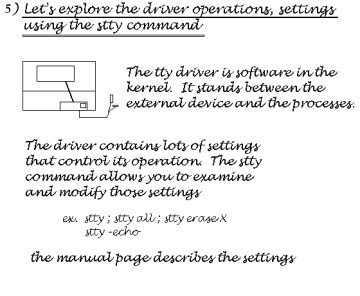 5) Let's explore the driver operations, settings
using the stty command
The tty driver is software in the
kernel. It stands between the
external device and the processes.
The driver contains lots of settings
that control its operation. The stty
command allows you to examine
and modify those settings
ex. stty ; stty all ; stty erase X
stty -echo
the manual page describes the settings